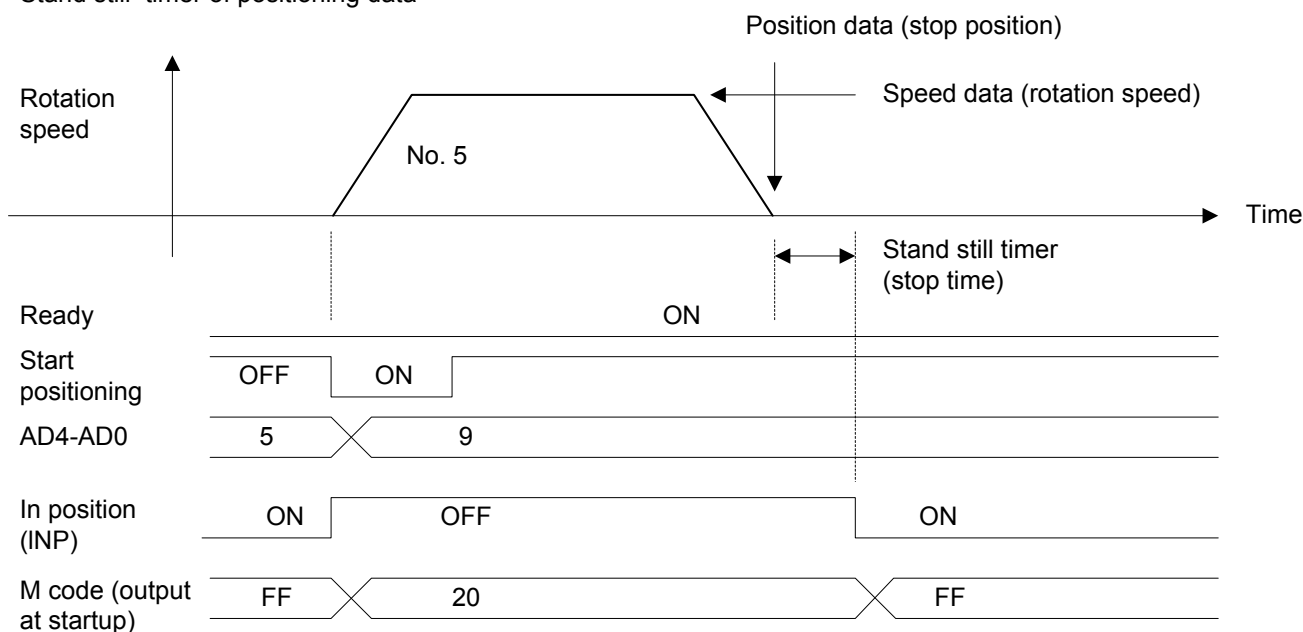 Stand still timer of positioning data
Position data (stop position)
Rotation
speed
Speed data (rotation speed)
No. 5
Time
Stand still timer
(stop time)
Ready
ON
Start
positioning
OFF
ON
AD4-AD0
5
9
In position
(INP)
ON
OFF
ON
M code (output
at startup)
FF
20
FF